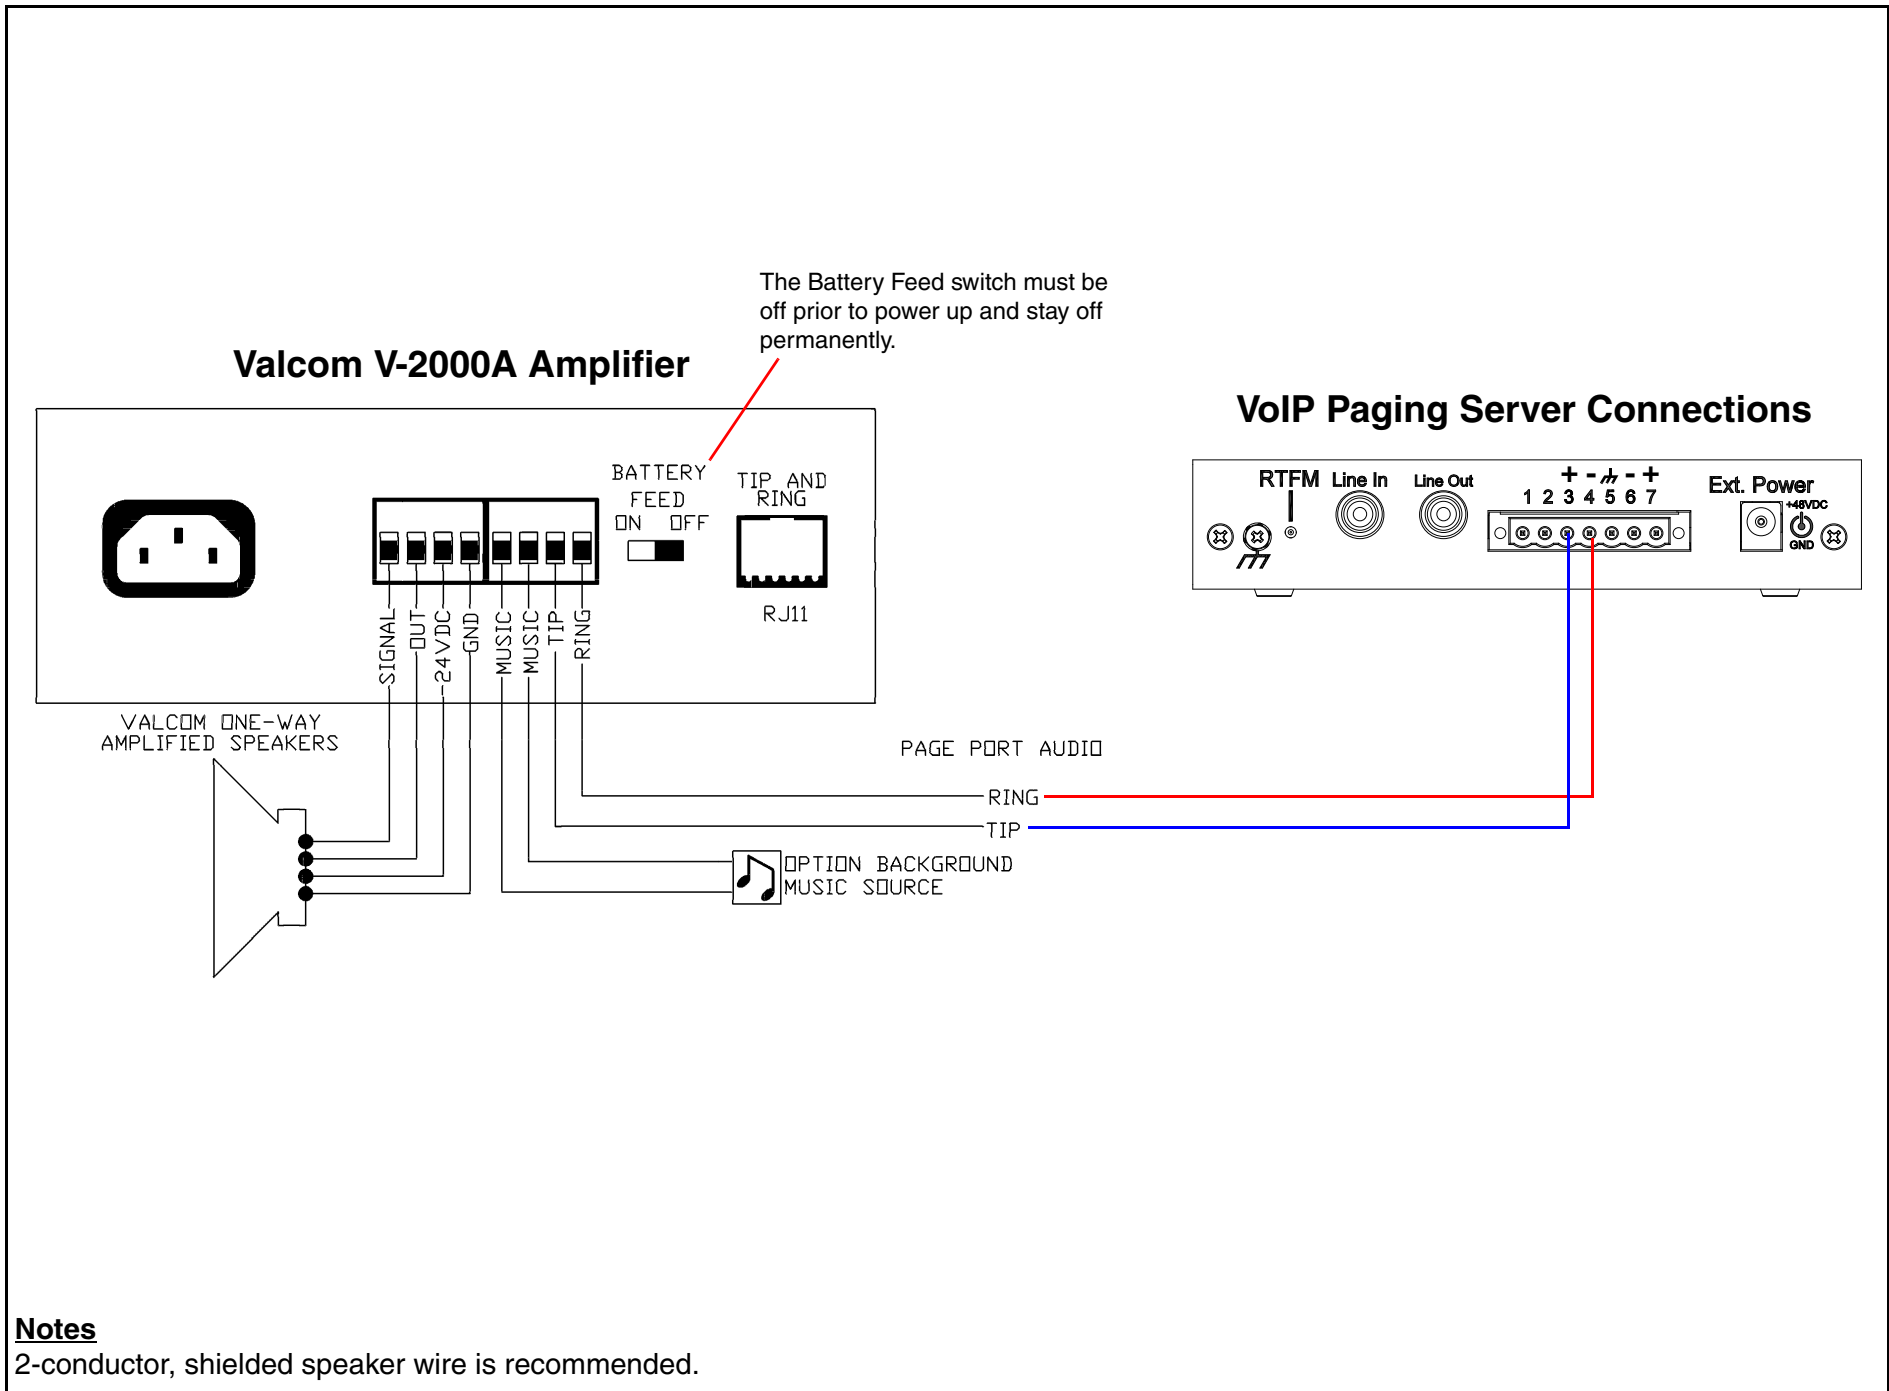 The Battery Feed switch must be
off prior to power up and stay off
permanently.
Valcom V-2000A Amplifier
VoIP Paging Server Connections
BATTERY
FEED
ON OFF
TIP AND
RING
RJ11
SIGNAL
OUT
-24VDC
GND
MUSIC
MUSIC
TIP
RING
RTFM
Line In
Line Out
+ - - +
1 2 3 4 5 6 7
Ext. Power
+48VDC
GND
VALCOM ONE-WAY
AMPLIFIED SPEAKERS
PAGE PORT AUDIO
RING
TIP
OPTION BACKGROUND
MUSIC SOURCE
Notes
2-conductor, shielded speaker wire is recommended.